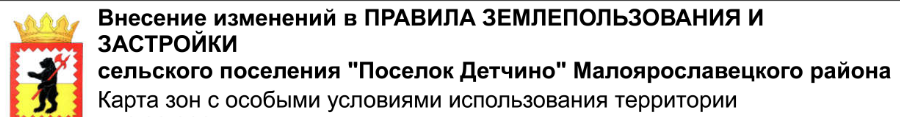 Внесение изменений в ПРАВИЛА ЗЕМЛЕПОЛЬЗОВАНИЯ И
ЗАСТРОЙКИ
сельского поселения "Поселок Детчино" Малоярославецкого района
Карта зон с особыми условиями использования территории